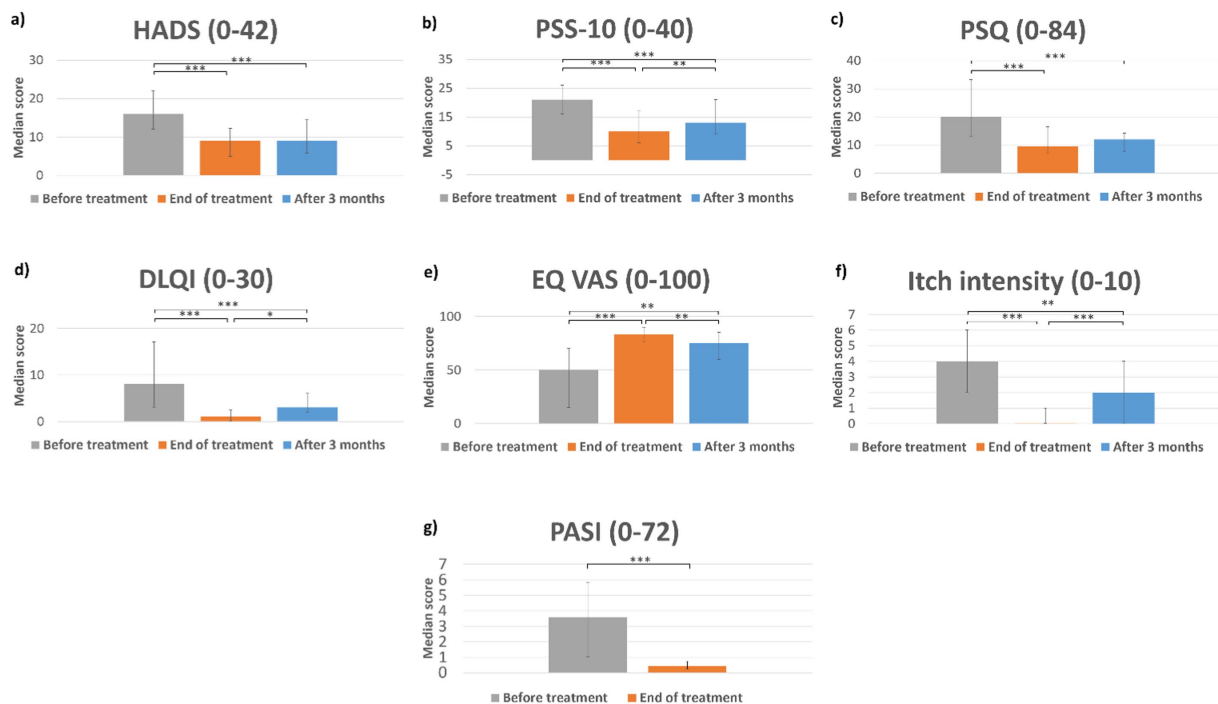 a)
HADS (0-42)
30
20
10
0
Median score
***
***
Before treatment End of treatment After 3 months
b)
PSS-10 (0-40)
35
25
15
5
-5
Median score
***
*** **
Before treatment End of treatment After 3 months
c)
PSQ (0-84)
40
30
20
10
0
Median score
***
***
Before treatment End of treatment After 3 months
d)
DLQI (0-30)
20
10
0
Median score
***
*** *
Before treatment End of treatment After 3 months
e)
EQ VAS (0-100)
100
50
0
Median score
**
*** **
Before treatment End of treatment After 3 months
f)
Itch intensity (0-10)
7
6
5
4
3
2
1
0
Median score
**
*** ***
Before treatment End of treatment After 3 months
g)
PASI (0-72)
7
6
5
4
3
2
1
0
Median score
***
Before treatment End of treatment